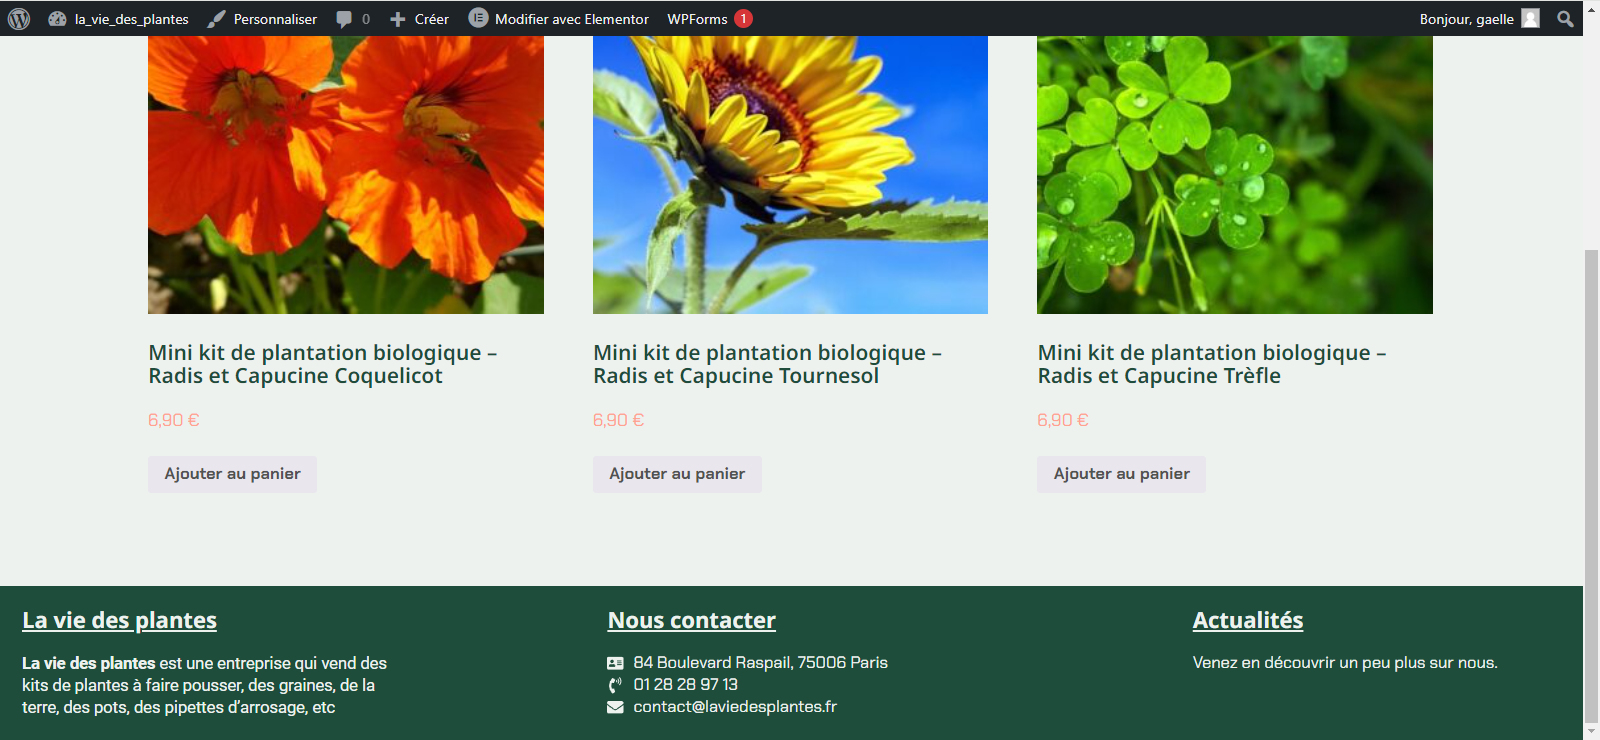 la_vie_des_plantes Personnaliser 0 Créer Modifier avec Elementor WPForms 1 Bonjour, gaelle
Mini kit de plantation biologique –
Radis et Capucine Coquelicot
6,90 €
Ajouter au panier
Mini kit de plantation biologique –
Radis et Capucine Tournesol
6,90 €
Ajouter au panier
Mini kit de plantation biologique –
Radis et Capucine Trèfle
6,90 €
Ajouter au panier
La vie des plantes
La vie des plantes est une entreprise qui vend des
kits de plantes à faire pousser, des graines, de la
terre, des pots, des pipettes d’arrosage, etc
Nous contacter
84 Boulevard Raspail, 75006 Paris
01 28 28 97 13
contact@laviedesplantes.fr
Actualités
Venez en découvrir un peu plus sur nous.